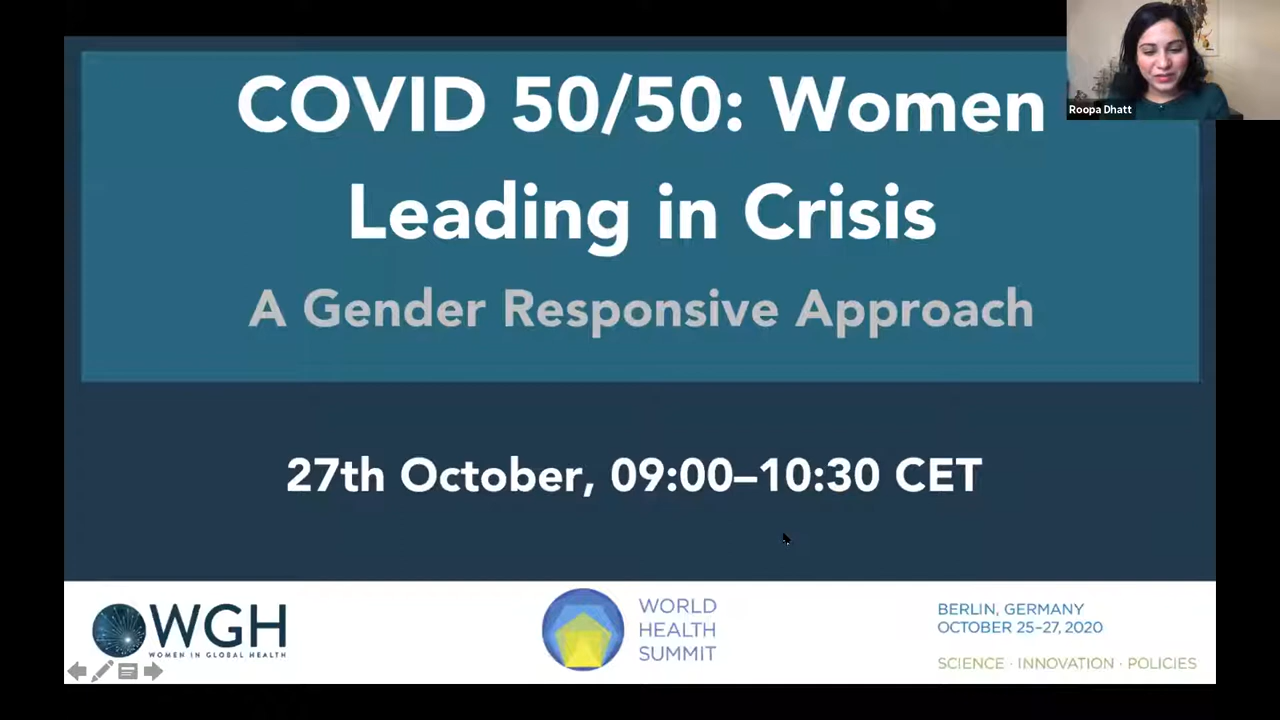 COVID 50/50: Women
Leading in Crisis
A Gender Responsive Approach
Roopa Dhatt
27th October, 09:00–10:30 CET
WGH
WOMEN IN GLOBAL HEALTH
WORLD
HEALTH
SUMMIT
BERLIN, GERMANY
OCTOBER 25–27, 2020
SCIENCE · INNOVATION · POLICIES